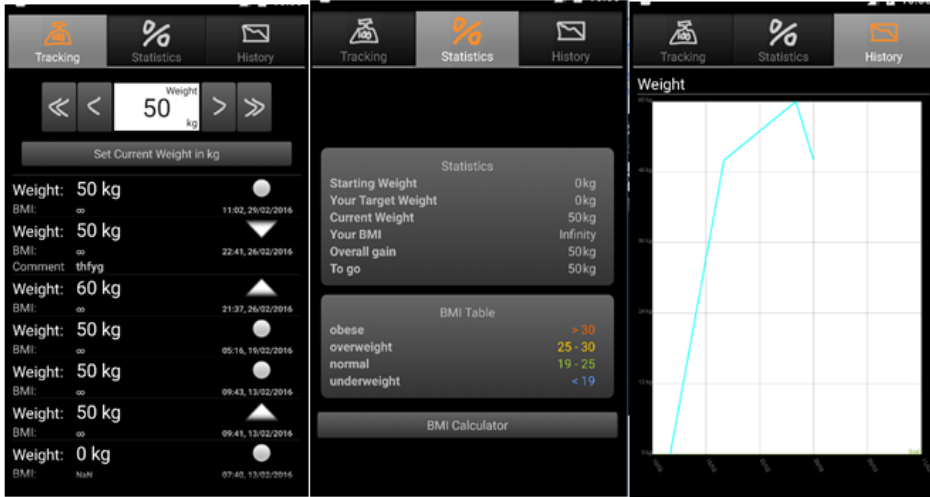 Tracking
Statistics
History
Weight
50
kg
Set Current Weight in kg
Weight: 50 kg
BMI: ∞ 11:02, 29/02/2016
Weight: 50 kg
BMI: ∞ 22:41, 26/02/2016
Comment thfyg
Weight: 60 kg
BMI: ∞ 21:37, 26/02/2016
Weight: 50 kg
BMI: ∞ 05:16, 19/02/2016
Weight: 50 kg
BMI: ∞ 09:43, 13/02/2016
Weight: 50 kg
BMI: ∞ 09:41, 13/02/2016
Weight: 0 kg
BMI: NaN 07:40, 13/02/2016
Tracking
Statistics
History
Statistics
Starting Weight 0kg
Your Target Weight 0kg
Current Weight 50kg
Your BMI Infinity
Overall gain 50kg
To go 50kg
BMI Table
obese > 30
overweight 25 - 30
normal 19 - 25
underweight < 19
BMI Calculator
Tracking
Statistics
History
Weight